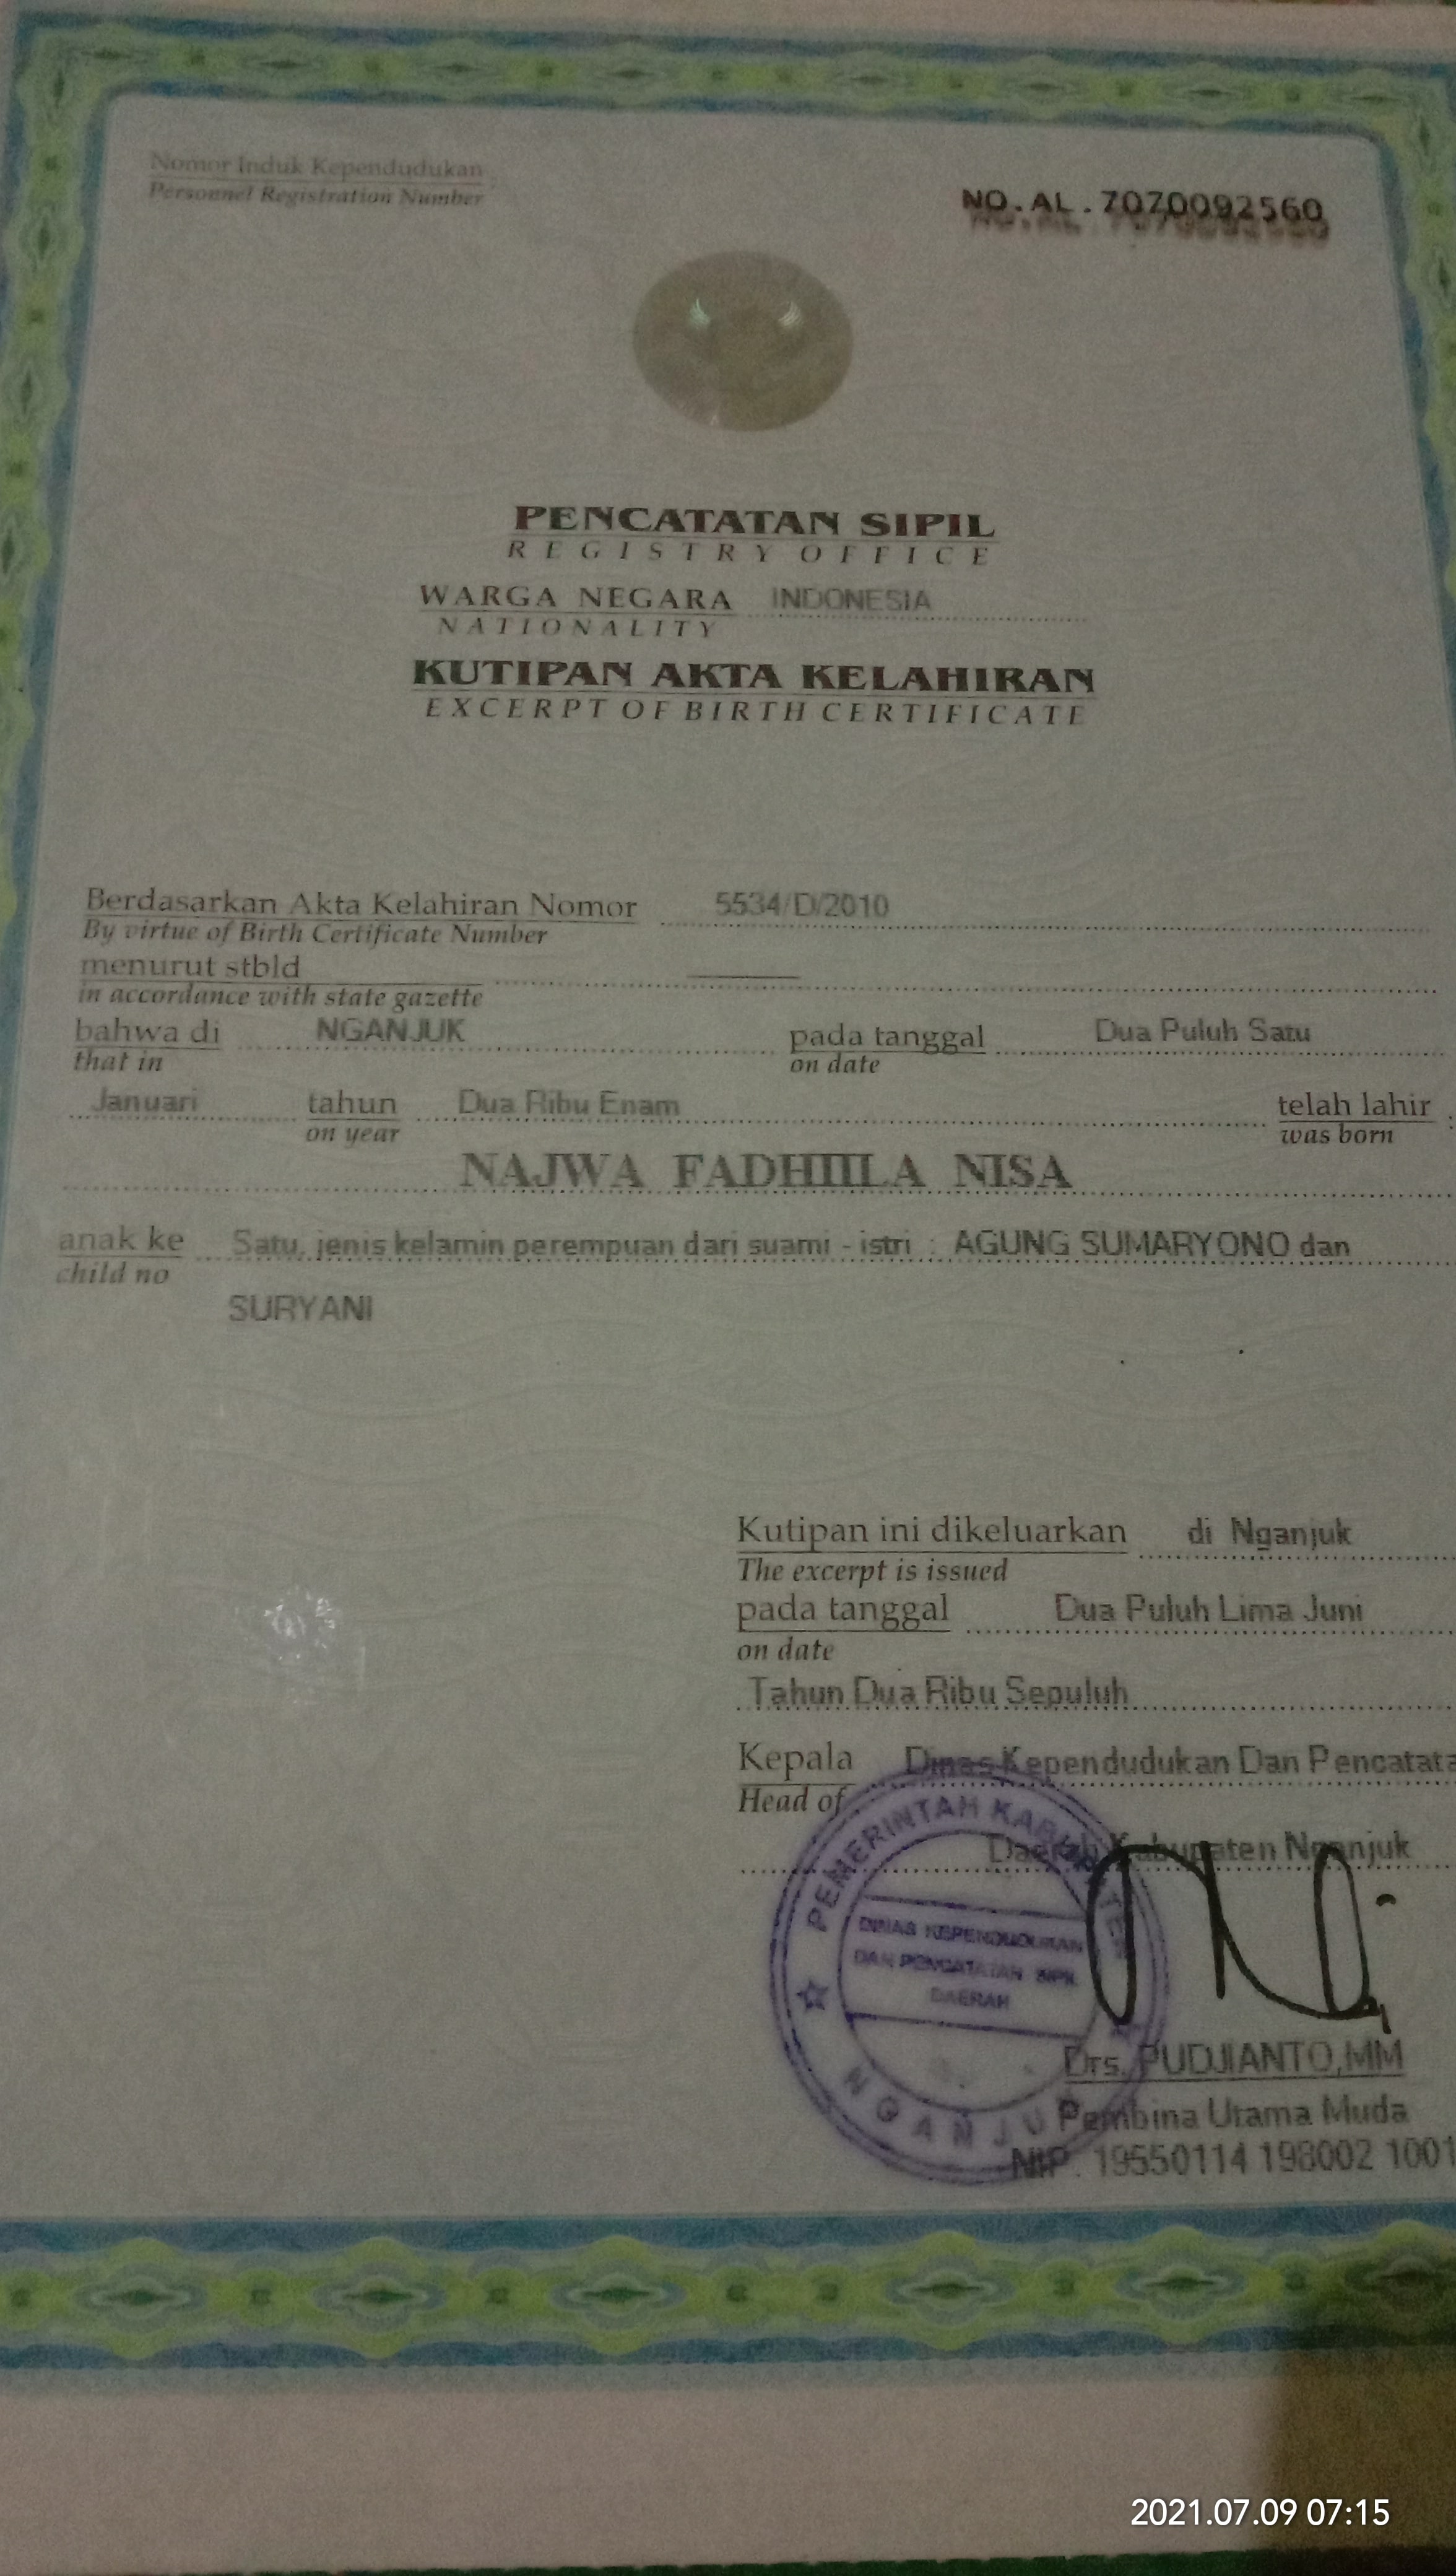 Nomor Induk Kependudukan
Personnel Registration Number
NO.AL.7070092560
PENCATATAN SIPIL
REGISTRY OFFICE
WARGA NEGARA INDONESIA
NATIONALITY
KUTIPAN AKTA KELAHIRAN
EXCERPT OF BIRTH CERTIFICATE
Berdasarkan Akta Kelahiran Nomor 5534/D/2010
By virtue of Birth Certificate Number
menurut stbld
in accordance with state gazette
bahwa di NGANJUK pada tanggal Dua Puluh Satu
that in on date
Januari tahun Dua Ribu Enam telah lahir :
on year was born
NAJWA FADHIILA NISA
anak ke Satu, jenis kelamin perempuan dari suami - istri : AGUNG SUMARYONO dan
child no
SURYANI
Kutipan ini dikeluarkan di Nganjuk
The excerpt is issued
pada tanggal Dua Puluh Lima Juni
on date
Tahun Dua Ribu Sepuluh
Kepala Dinas Kependudukan Dan Pencatata
Head of
Daerah Kabupaten Nganjuk
PEMERINTAH KABUPATEN
DINAS KEPENDUDUKAN
DAN PENCATATAN SIPIL
DAERAH
NGANJUK
Drs. PUDJIANTO,MM
Pembina Utama Muda
NIP. 19550114 198002 1001
2021.07.09 07:15